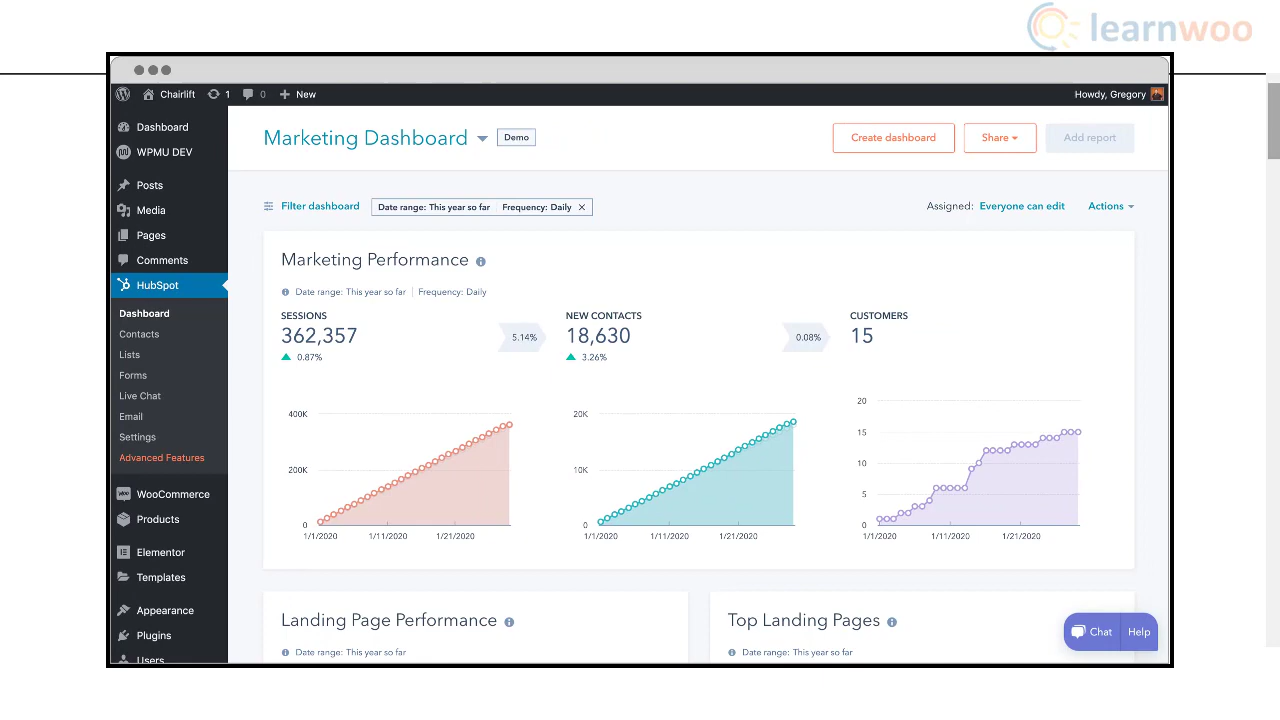 learnwoo
Chairlift 1 0 New Howdy, Gregory
Dashboard
WPMU DEV
Posts
Media
Pages
Comments
HubSpot
Dashboard
Contacts
Lists
Forms
Live Chat
Email
Settings
Advanced Features
WooCommerce
Products
Elementor
Templates
Appearance
Plugins
Users
Marketing Dashboard Demo Create dashboard Share Add report
Filter dashboard Date range: This year so far Frequency: Daily Assigned: Everyone can edit Actions
Marketing Performance
Date range: This year so far Frequency: Daily
SESSIONS
362,357
0.87%
5.14%
NEW CONTACTS
18,630
3.26%
0.08%
CUSTOMERS
15
400K
200K
0
1/1/2020 1/11/2020 1/21/2020
20K
10K
0
1/1/2020 1/11/2020 1/21/2020
20
15
10
5
0
1/1/2020 1/11/2020 1/21/2020
Landing Page Performance
Date range: This year so far
Top Landing Pages
Date range: This year so far
Chat Help